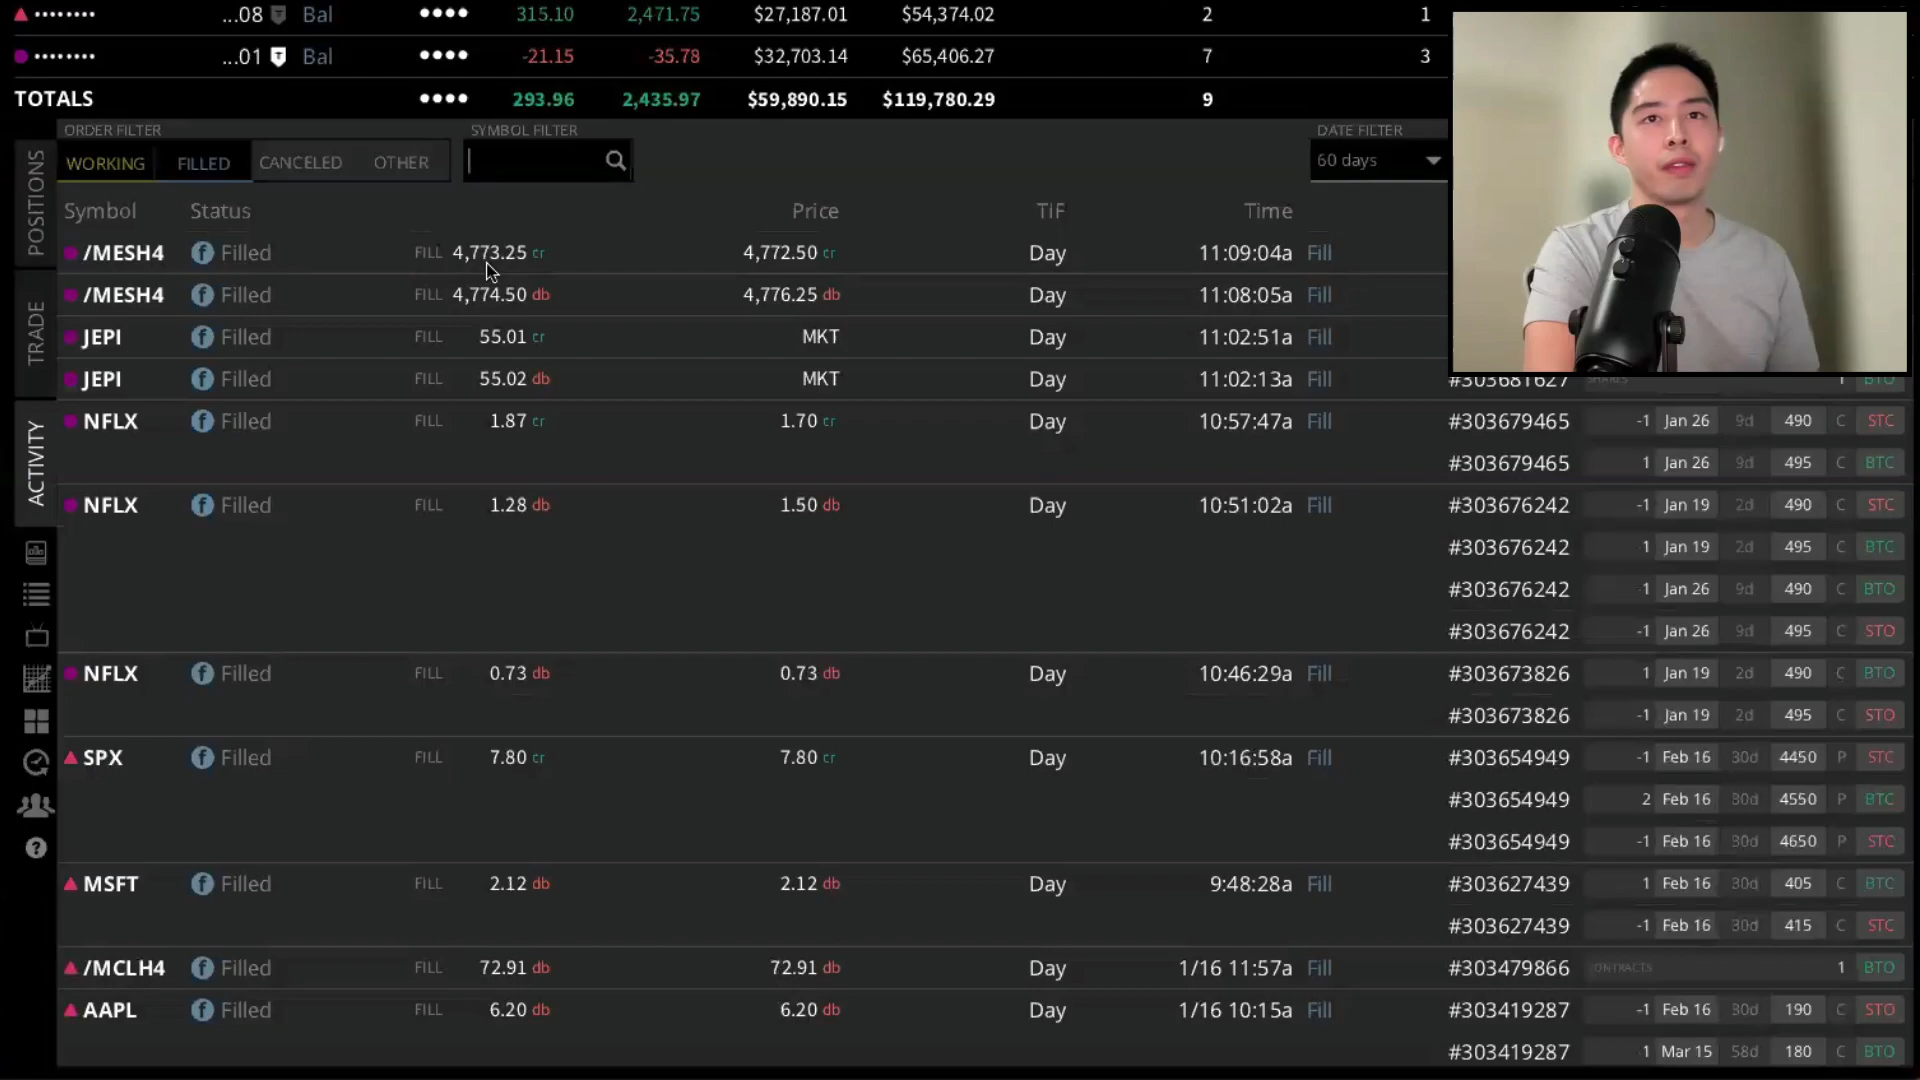 ...08 Bal •••• 315.10 2,471.75 $27,187.01 $54,374.02 2 1
...01 Bal •••• -21.15 -35.78 $32,703.14 $65,406.27 7 3
TOTALS •••• 293.96 2,435.97 $59,890.15 $119,780.29 9
ORDER FILTER SYMBOL FILTER DATE FILTER
WORKING FILLED CANCELED OTHER 60 days
POSITIONS
TRADE
ACTIVITY
Symbol Status Price TIF Time
/MESH4 Filled FILL 4,773.25 cr 4,772.50 cr Day 11:09:04a Fill
/MESH4 Filled FILL 4,774.50 db 4,776.25 db Day 11:08:05a Fill
JEPI Filled FILL 55.01 cr MKT Day 11:02:51a Fill
JEPI Filled FILL 55.02 db MKT Day 11:02:13a Fill #303681627 SHARES 1 BTO
NFLX Filled FILL 1.87 cr 1.70 cr Day 10:57:47a Fill #303679465 -1 Jan 26 9d 490 C STC
#303679465 1 Jan 26 9d 495 C BTC
NFLX Filled FILL 1.28 db 1.50 db Day 10:51:02a Fill #303676242 -1 Jan 19 2d 490 C STC
#303676242 1 Jan 19 2d 495 C BTC
#303676242 1 Jan 26 9d 490 C BTO
#303676242 -1 Jan 26 9d 495 C STO
NFLX Filled FILL 0.73 db 0.73 db Day 10:46:29a Fill #303673826 1 Jan 19 2d 490 C BTO
#303673826 -1 Jan 19 2d 495 C STO
SPX Filled FILL 7.80 cr 7.80 cr Day 10:16:58a Fill #303654949 -1 Feb 16 30d 4450 P STC
#303654949 2 Feb 16 30d 4550 P BTC
#303654949 -1 Feb 16 30d 4650 P STC
MSFT Filled FILL 2.12 db 2.12 db Day 9:48:28a Fill #303627439 1 Feb 16 30d 405 C BTC
#303627439 -1 Feb 16 30d 415 C STC
/MCLH4 Filled FILL 72.91 db 72.91 db Day 1/16 11:57a Fill #303479866 CONTRACTS 1 BTO
AAPL Filled FILL 6.20 db 6.20 db Day 1/16 10:15a Fill #303419287 -1 Feb 16 30d 190 C STO
#303419287 1 Mar 15 58d 180 C BTO